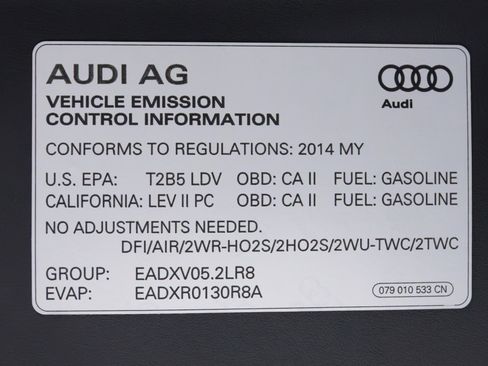 AUDI AG
Audi
VEHICLE EMISSION
CONTROL INFORMATION
CONFORMS TO REGULATIONS: 2014 MY
U.S. EPA: T2B5 LDV OBD: CA II FUEL: GASOLINE
CALIFORNIA: LEV II PC OBD: CA II FUEL: GASOLINE
NO ADJUSTMENTS NEEDED.
DFI/AIR/2WR-HO2S/2HO2S/2WU-TWC/2TWC
GROUP: EADXV05.2LR8
EVAP: EADXR0130R8A
079 010 533 CN